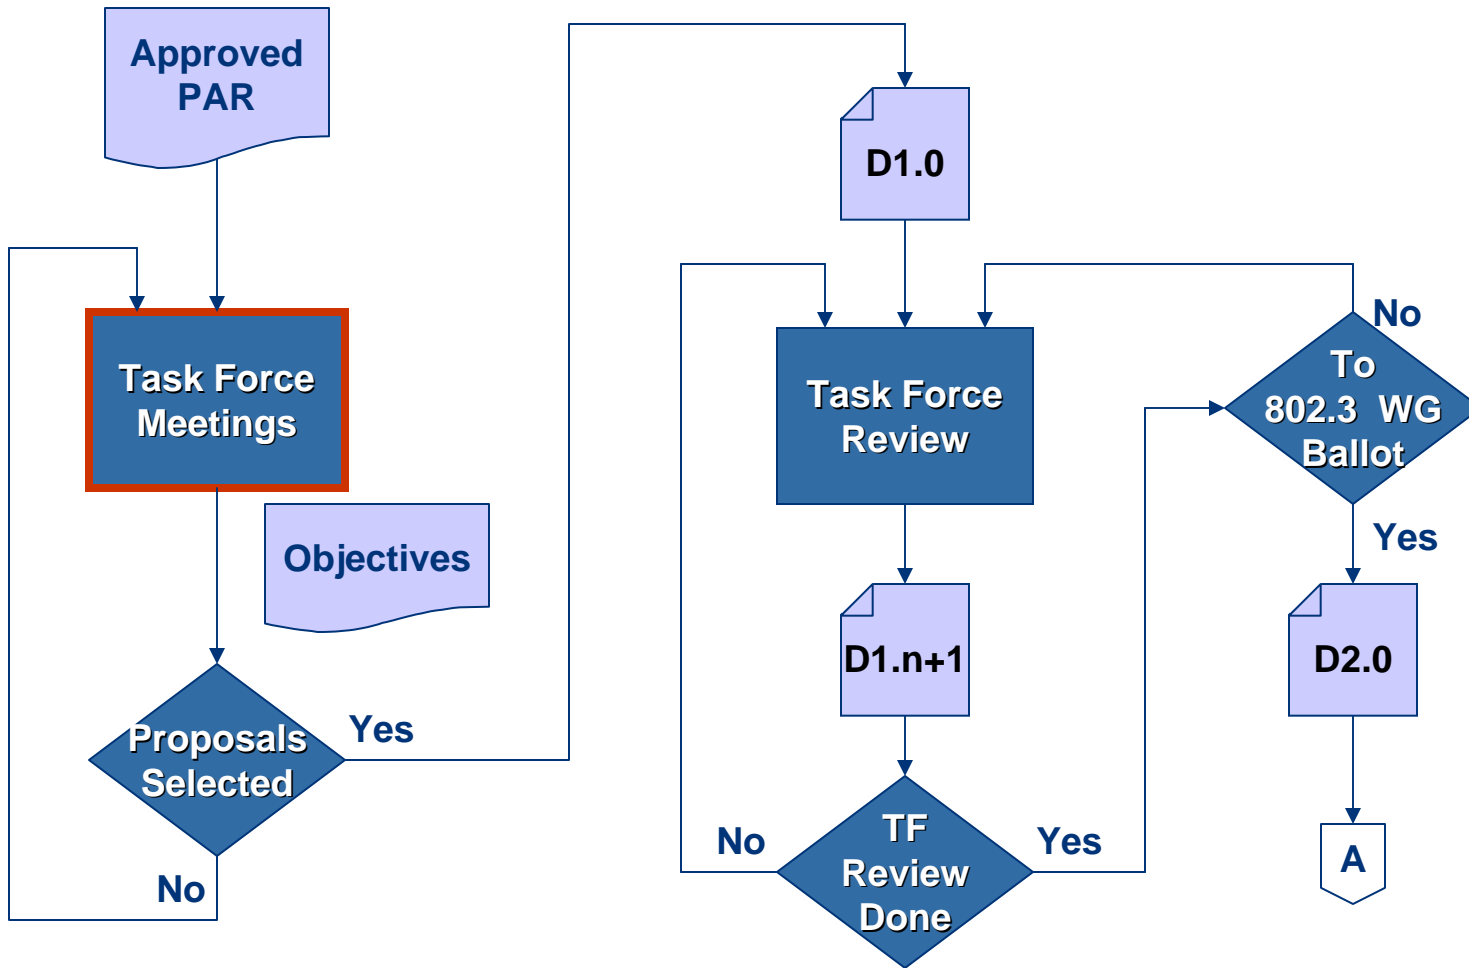 Approved
PAR
Task Force
Meetings
Objectives
Proposals
Selected
Yes
No
D1.0
Task Force
Review
D1.n+1
TF
Review
Done
No
Yes
To
802.3 WG
Ballot
No
Yes
D2.0
A